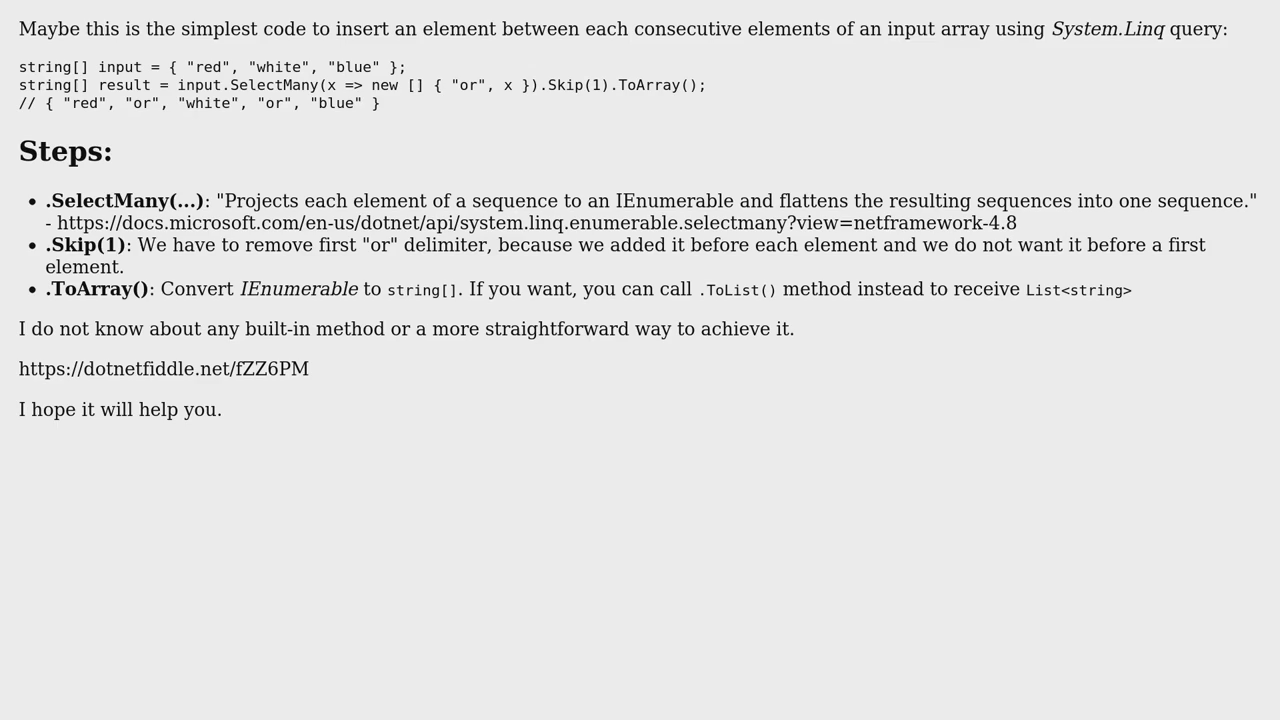 Maybe this is the simplest code to insert an element between each consecutive elements of an input array using System.Linq query:
string[] input = { "red", "white", "blue" };
string[] result = input.SelectMany(x => new [] { "or", x }).Skip(1).ToArray();
// { "red", "or", "white", "or", "blue" }
Steps:
• .SelectMany(...): "Projects each element of a sequence to an IEnumerable and flattens the resulting sequences into one sequence."
- https://docs.microsoft.com/en-us/dotnet/api/system.linq.enumerable.selectmany?view=netframework-4.8
• .Skip(1): We have to remove first "or" delimiter, because we added it before each element and we do not want it before a first
element.
• .ToArray(): Convert IEnumerable to string[]. If you want, you can call .ToList() method instead to receive List<string>
I do not know about any built-in method or a more straightforward way to achieve it.
https://dotnetfiddle.net/fZZ6PM
I hope it will help you.